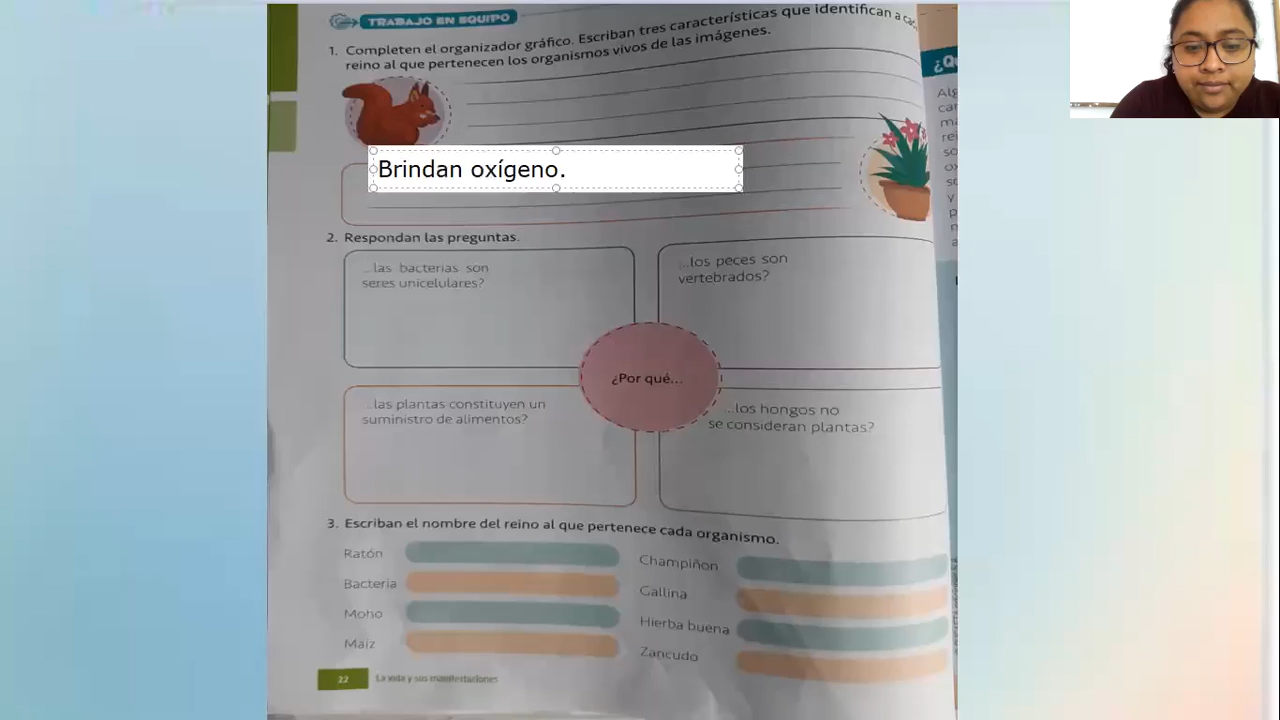 TRABAJO EN EQUIPO
1. Completen el organizador gráfico. Escriban tres características que identifican a
reino al que pertenecen los organismos vivos de las imágenes.
Brindan oxígeno.
2. Respondan las preguntas.
...las bacterias son
seres unicelulares?
...los peces son
vertebrados?
¿Por qué...
...las plantas constituyen un
suministro de alimentos?
...los hongos no
se consideran plantas?
3. Escriban el nombre del reino al que pertenece cada organismo.
Ratón
Bacteria
Moho
Maíz
Champiñon
Gallina
Hierba buena
Zancudo
22 La vida y sus manifestaciones